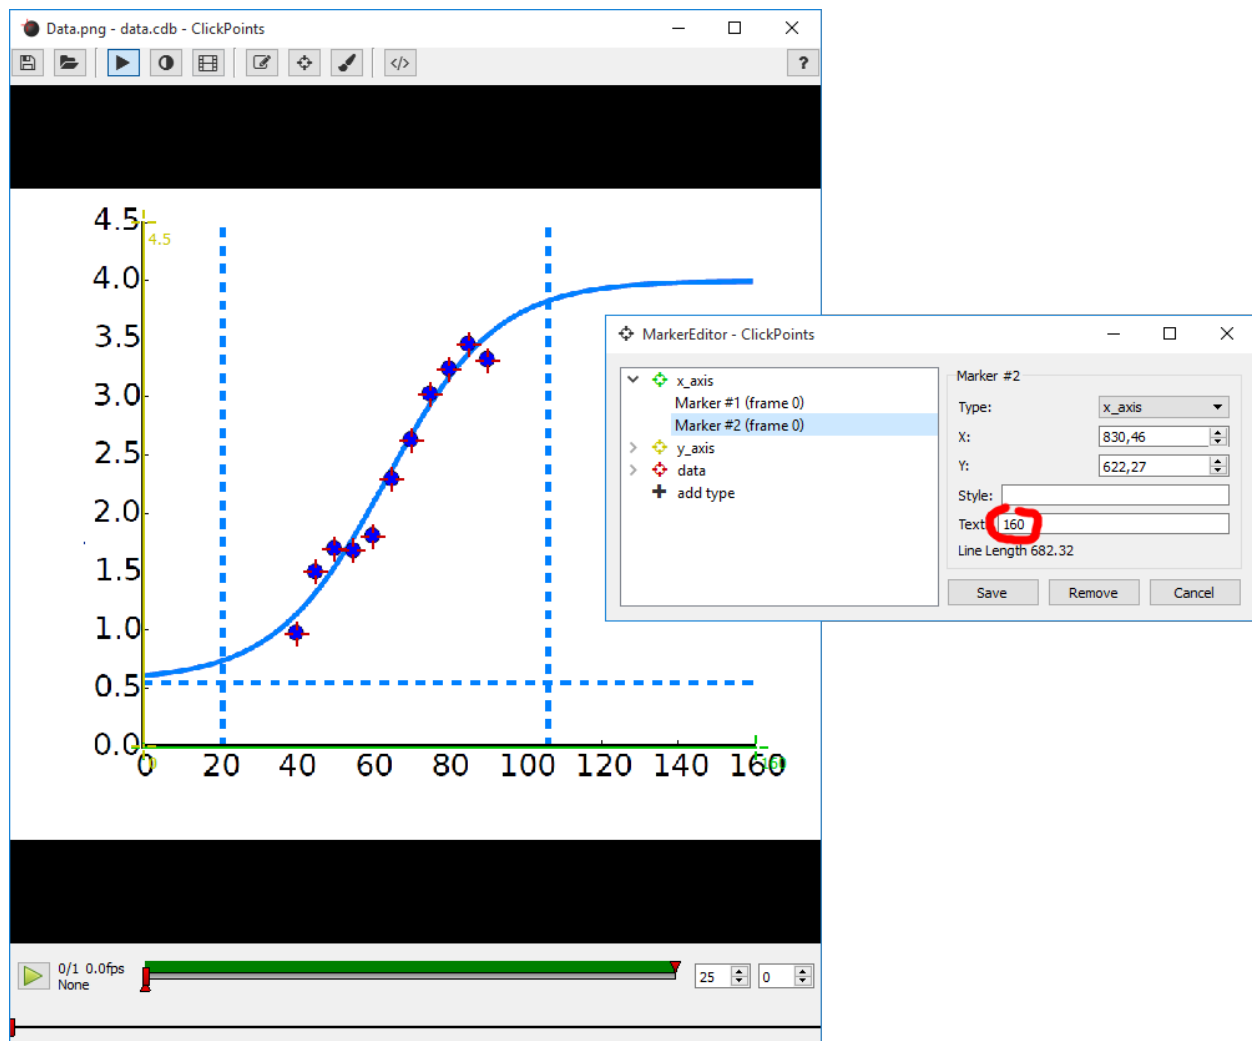 Data.png - data.cdb - ClickPoints
</>
?
4.5
4.5
4.0
3.5
3.0
2.5
2.0
1.5
1.0
0.5
0.0
0
0 20 40 60 80 100 120 140 160
160
MarkerEditor - ClickPoints
x_axis
Marker #1 (frame 0)
Marker #2 (frame 0)
y_axis
data
add type
Marker #2
Type: x_axis
X: 830,46
Y: 622,27
Style:
Text: 160
Line Length 682.32
Save Remove Cancel
0/1 0.0fps
None
25 0